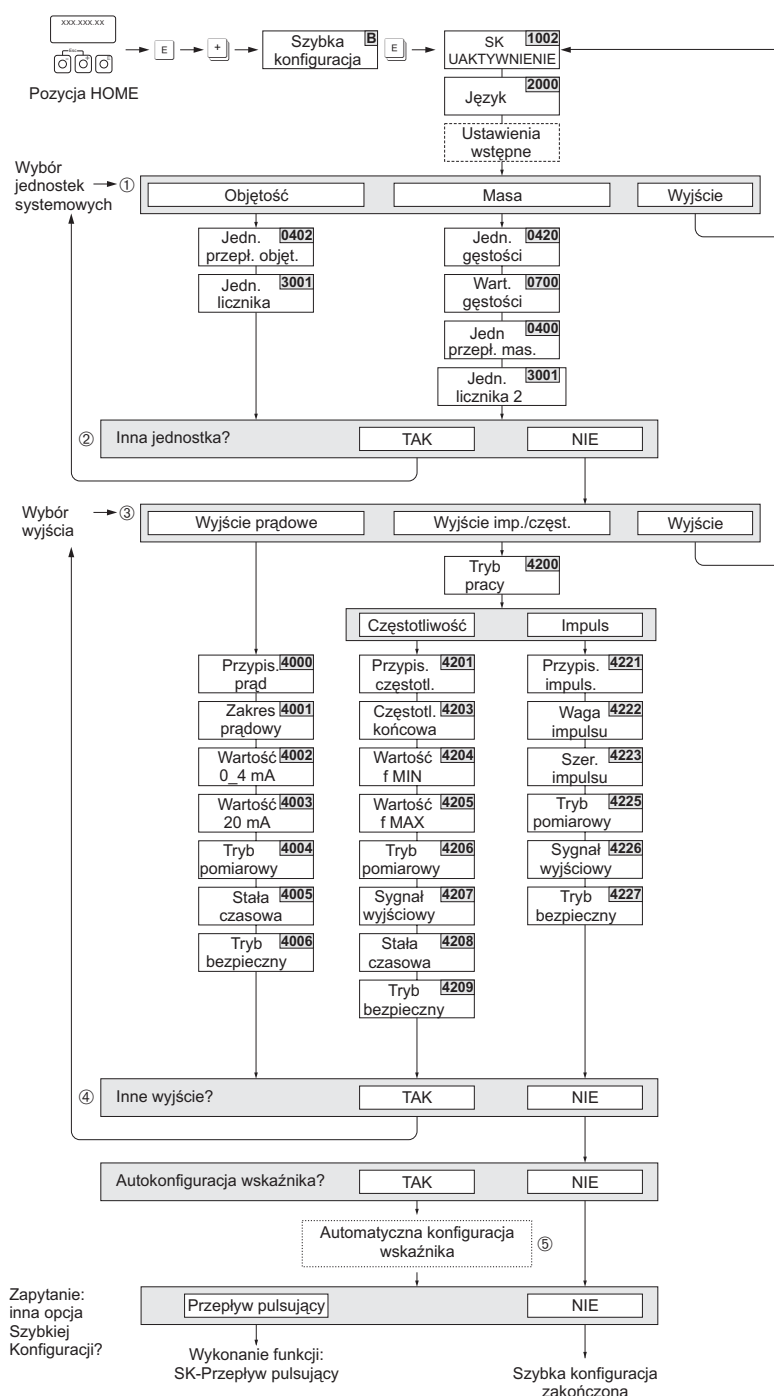 XXX.XXX.XX
Esc
E
+
Szybka
konfiguracja
B
E
SK
UAKTYWNIENIE
1002
Pozycja HOME
Język
2000
Ustawienia
wstępne
Wybór
jednostek
systemowych
①
Objętość
Masa
Wyjście
Jedn.
przepł. objęt.
0402
Jedn.
gęstości
0420
Jedn.
licznika
3001
Wart.
gęstości
0700
Jedn
przepł. mas.
0400
Jedn.
licznika 2
3001
②
Inna jednostka?
TAK
NIE
Wybór
wyjścia
③
Wyjście prądowe
Wyjście imp./częst.
Wyjście
Tryb
pracy
4200
Częstotliwość
Impuls
Przypis.
prąd
4000
Przypis.
częstotl.
4201
Przypis.
impuls.
4221
Zakres
prądowy
4001
Częstotl.
końcowa
4203
Waga
impulsu
4222
Wartość
0_4 mA
4002
Wartość
f MIN
4204
Szer.
impulsu
4223
Wartość
20 mA
4003
Wartość
f MAX
4205
Tryb
pomiarowy
4225
Tryb
pomiarowy
4004
Tryb
pomiarowy
4206
Sygnał
wyjściowy
4226
Stała
czasowa
4005
Sygnał
wyjściowy
4207
Tryb
bezpieczny
4227
Tryb
bezpieczny
4006
Stała
czasowa
4208
Tryb
bezpieczny
4209
④
Inne wyjście?
TAK
NIE
Autokonfiguracja wskaźnika?
TAK
NIE
Automatyczna konfiguracja
wskaźnika
⑤
Zapytanie:
inna opcja
Szybkiej
Konfiguracji?
Przepływ pulsujący
NIE
Wykonanie funkcji:
SK-Przepływ pulsujący
Szybka konfiguracja
zakończona